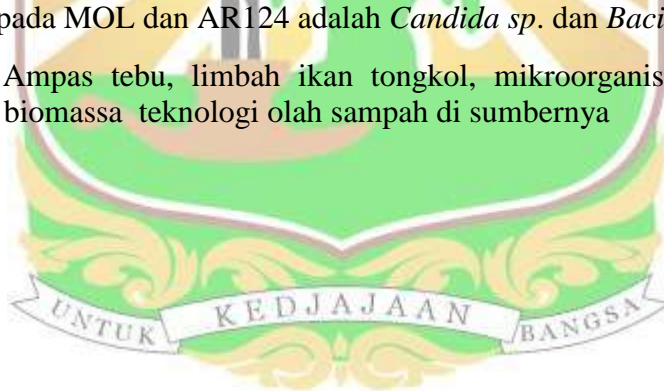 pada MOL dan AR124 adalah Candida sp. dan Baci
Ampas tebu, limbah ikan tongkol, mikroorganis
biomassa teknologi olah sampah di sumbernya
UNTUK KEDJAJAAN BANGSA